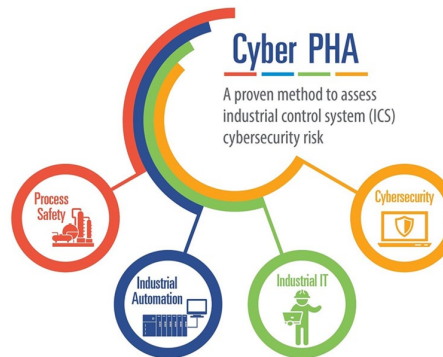 Cyber PHA
A proven method to assess
industrial control system (ICS)
cybersecurity risk
Process
Safety
Cybersecurity
Industrial
Automation
Industrial IT